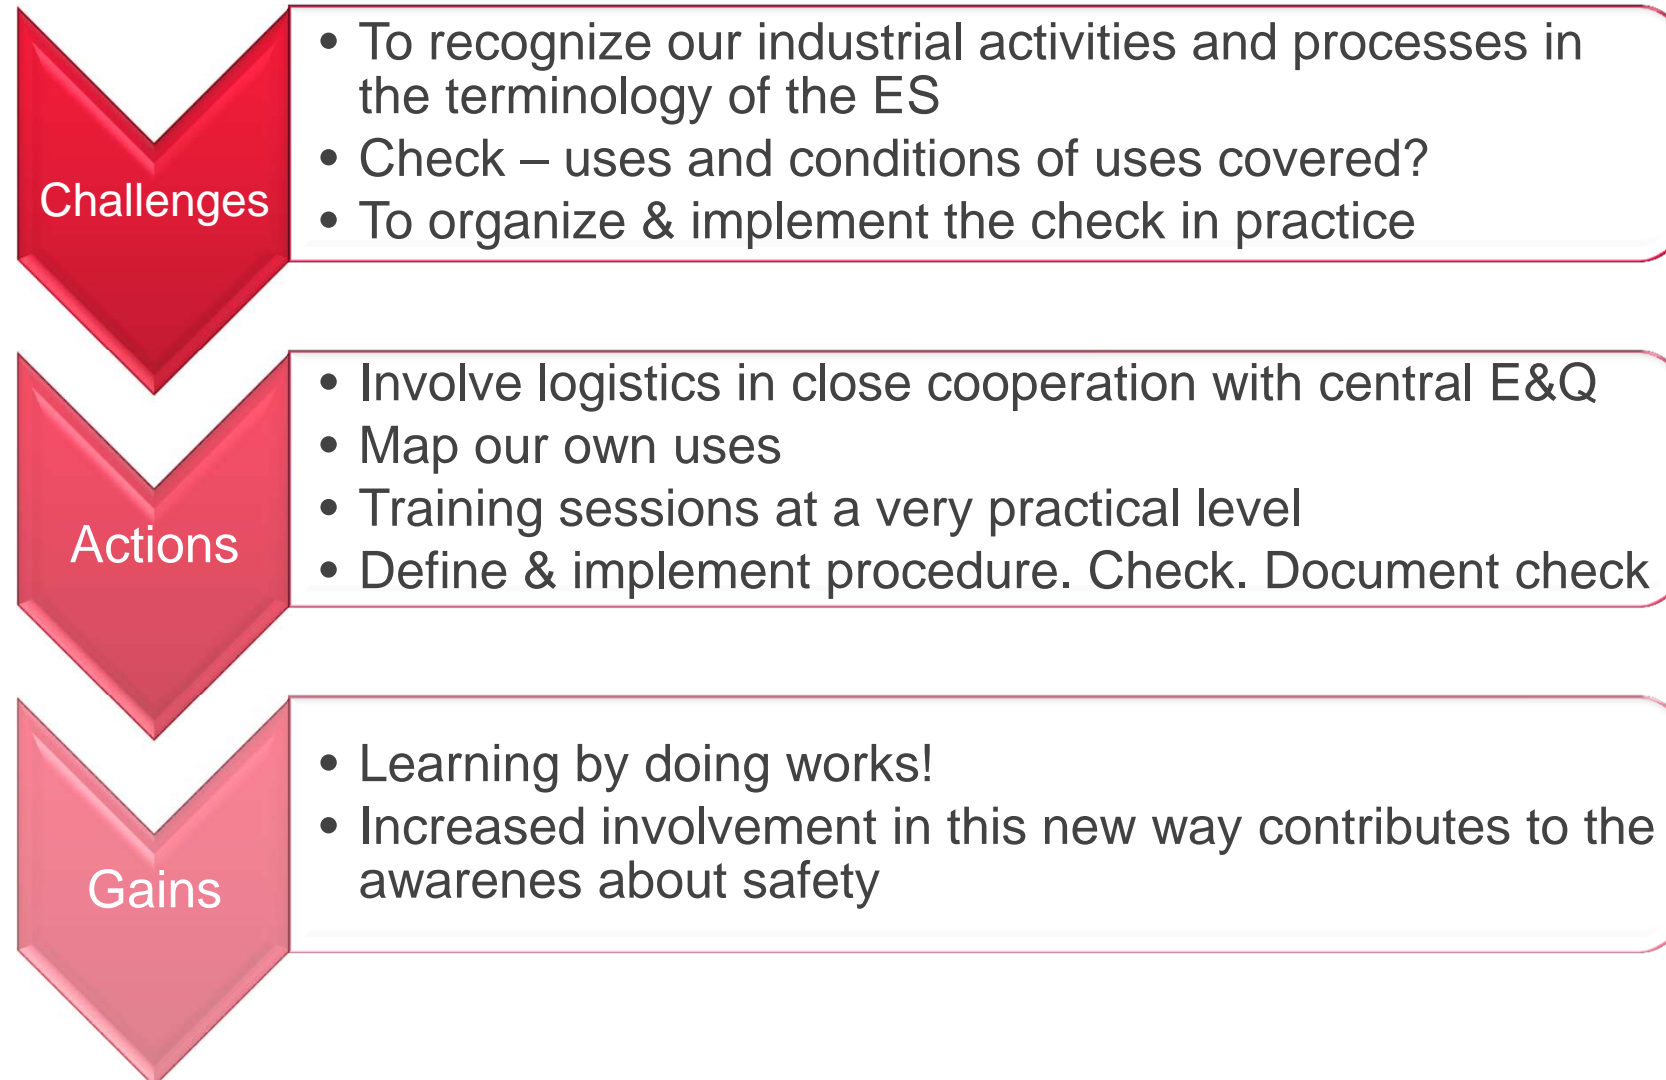 Challenges
• To recognize our industrial activities and processes in
the terminology of the ES
• Check – uses and conditions of uses covered?
• To organize & implement the check in practice
Actions
• Involve logistics in close cooperation with central E&Q
• Map our own uses
• Training sessions at a very practical level
• Define & implement procedure. Check. Document check
Gains
• Learning by doing works!
• Increased involvement in this new way contributes to the
awarenes about safety